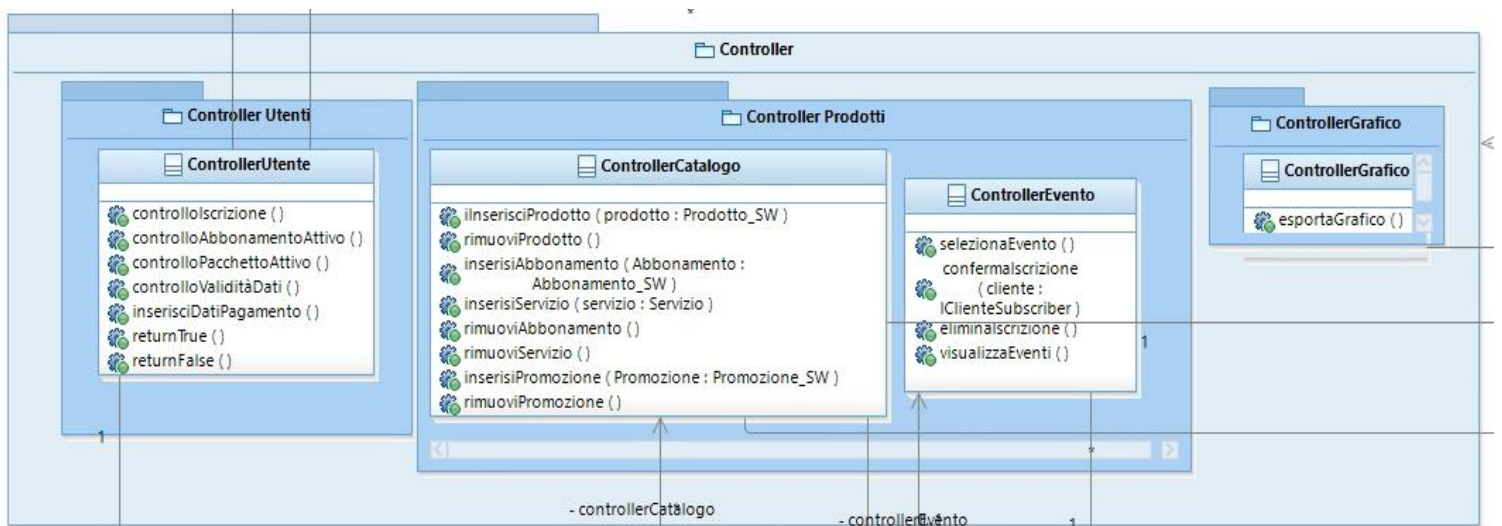 *
Controller
Controller Utenti
ControllerUtente
controlloIscrizione ( )
controlloAbbonamentoAttivo ( )
controlloPacchettoAttivo ( )
controlloValiditàDati ( )
inserisciDatiPagamento ( )
returnTrue ( )
returnFalse ( )
1
Controller Prodotti
ControllerCatalogo
iInserisciProdotto ( prodotto : Prodotto_SW )
rimuoviProdotto ( )
inserisiAbbonamento ( Abbonamento :
Abbonamento_SW )
inserisiServizio ( servizio : Servizio )
rimuoviAbbonamento ( )
rimuoviServizio ( )
inserisiPromozione ( Promozione : Promozione_SW )
rimuoviPromozione ( )
ControllerEvento
selezionaEvento ( )
confermaIscrizione
( cliente :
IClienteSubscriber )
eliminaIscrizione ( )
visualizzaEventi ( )
1
*
ControllerGrafico
ControllerGrafico
esportaGrafico ( )
- controllerCatalogo
- controllerEvento
1